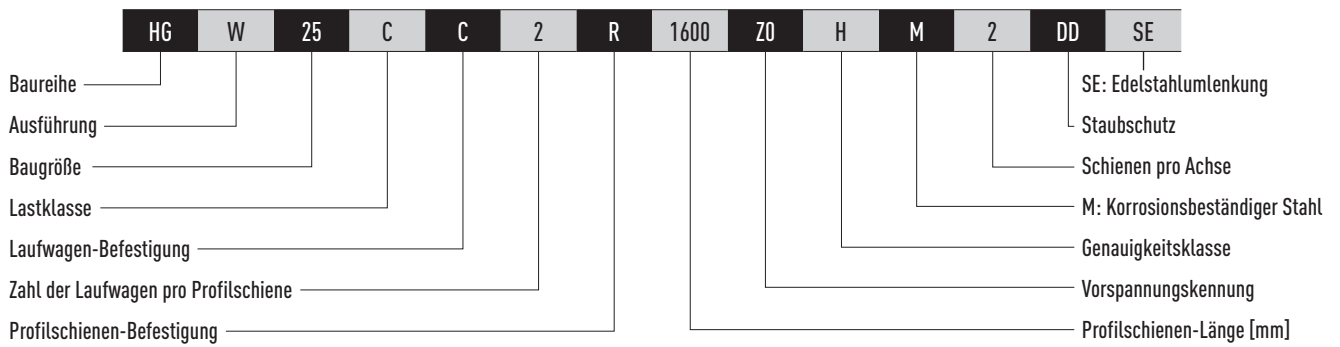 HG W 25 C C 2 R 1600 Z0 H M 2 DD SE
Baureihe
Ausführung
Baugröße
Lastklasse
Laufwagen-Befestigung
Zahl der Laufwagen pro Profilschiene
Profilschienen-Befestigung
SE: Edelstahlumlenkung
Staubschutz
Schienen pro Achse
M: Korrosionsbeständiger Stahl
Genauigkeitsklasse
Vorspannungskennung
Profilschienen-Länge [mm]